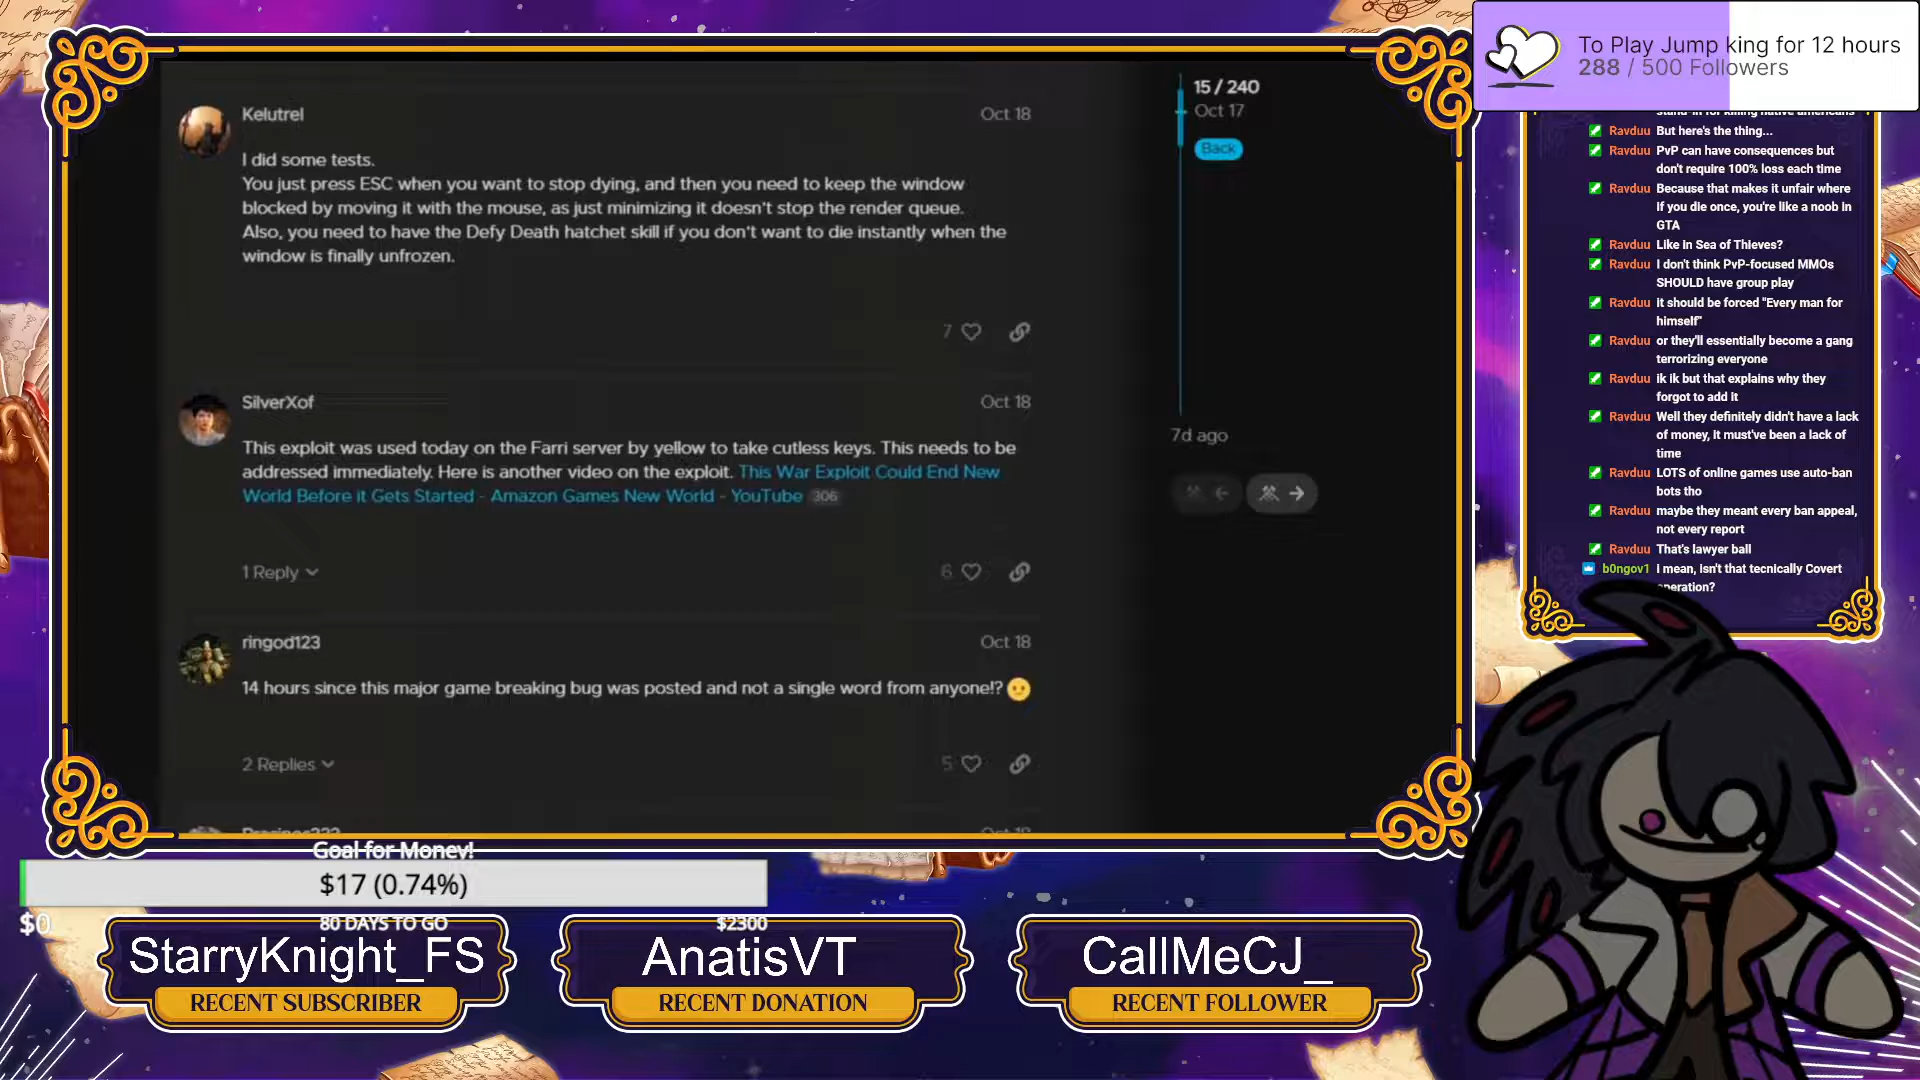 To Play Jump king for 12 hours
288 / 500 Followers
Kelutrel
Oct 18
I did some tests.
You just press ESC when you want to stop dying, and then you need to keep the window
blocked by moving it with the mouse, as just minimizing it doesn't stop the render queue.
Also, you need to have the Defy Death hatchet skill if you don't want to die instantly when the
window is finally unfrozen.
7
SilverXof
Oct 18
This exploit was used today on the Farri server by yellow to take cutless keys. This needs to be
addressed immediately. Here is another video on the exploit. This War Exploit Could End New
World Before it Gets Started - Amazon Games New World - YouTube 306
1 Reply
6
ringod123
Oct 18
14 hours since this major game breaking bug was posted and not a single word from anyone!?
2 Replies
5
Oct 18
15 / 240
Oct 17
Back
7d ago
stand-in for killing native americans
Ravduu But here's the thing...
Ravduu PvP can have consequences but
don't require 100% loss each time
Ravduu Because that makes it unfair where
if you die once, you're like a noob in
GTA
Ravduu Like in Sea of Thieves?
Ravduu I don't think PvP-focused MMOs
SHOULD have group play
Ravduu It should be forced "Every man for
himself"
Ravduu or they'll essentially become a gang
terrorizing everyone
Ravduu ik ik but that explains why they
forgot to add it
Ravduu Well they definitely didn't have a lack
of money, it must've been a lack of
time
Ravduu LOTS of online games use auto-ban
bots tho
Ravduu maybe they meant every ban appeal,
not every report
Ravduu That's lawyer ball
b0ngov1 i mean, isn't that tecnically Covert
operation?
Goal for Money!
$17 (0.74%)
$0
80 DAYS TO GO
$2300
StarryKnight_FS
RECENT SUBSCRIBER
AnatisVT
RECENT DONATION
CallMeCJ_
RECENT FOLLOWER